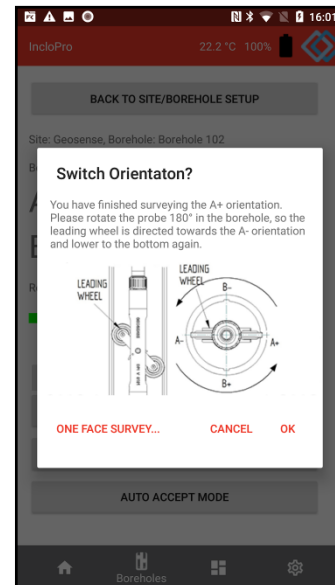 16:01
IncloPro 22.2 °C 100%
BACK TO SITE/BOREHOLE SETUP
Site: Geosense, Borehole: Borehole 102
Switch Orientaton?
You have finished surveying the A+ orientation.
Please rotate the probe 180° in the borehole, so the
leading wheel is directed towards the A- orientation
and lower to the bottom again.
LEADING
WHEEL
LEADING
WHEEL
B-
A-
A+
B+
ONE FACE SURVEY... CANCEL OK
AUTO ACCEPT MODE
Boreholes